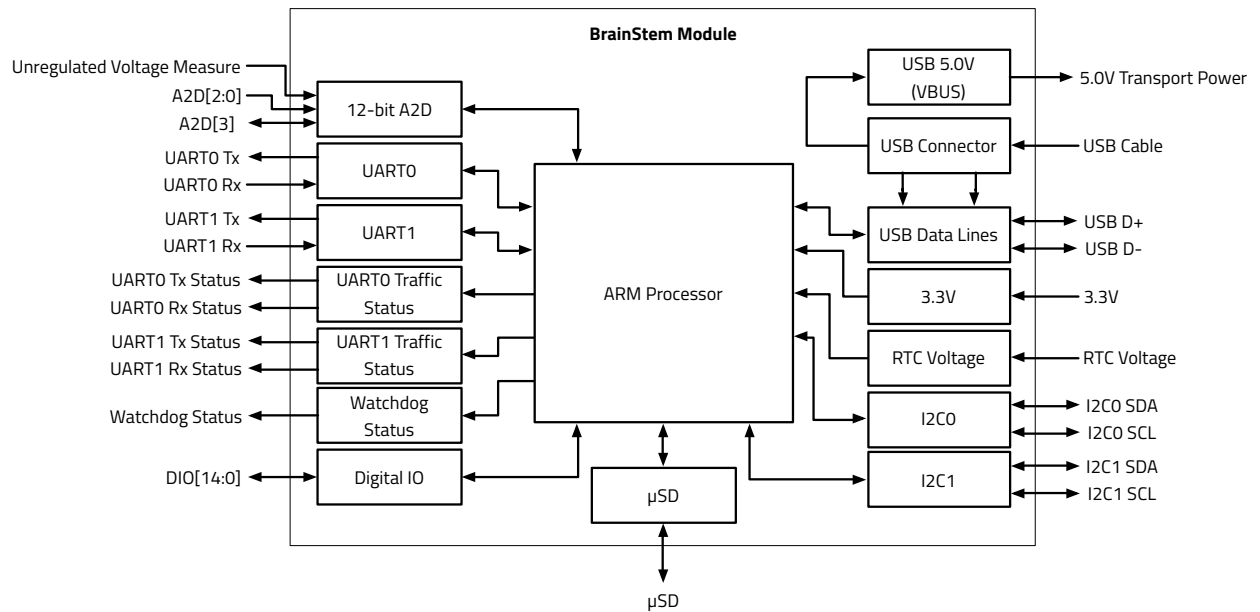 BrainStem Module
Unregulated Voltage Measure
A2D[2:0]
A2D[3]
12-bit A2D
UART0 Tx
UART0 Rx
UART0
UART1 Tx
UART1 Rx
UART1
UART0 Tx Status
UART0 Rx Status
UART0 Traffic
Status
UART1 Tx Status
UART1 Rx Status
UART1 Traffic
Status
Watchdog Status
Watchdog
Status
DIO[14:0]
Digital IO
ARM Processor
µSD
µSD
USB 5.0V
(VBUS)
5.0V Transport Power
USB Connector
USB Cable
USB Data Lines
USB D+
USB D-
3.3V
3.3V
RTC Voltage
RTC Voltage
I2C0
I2C0 SDA
I2C0 SCL
I2C1
I2C1 SDA
I2C1 SCL